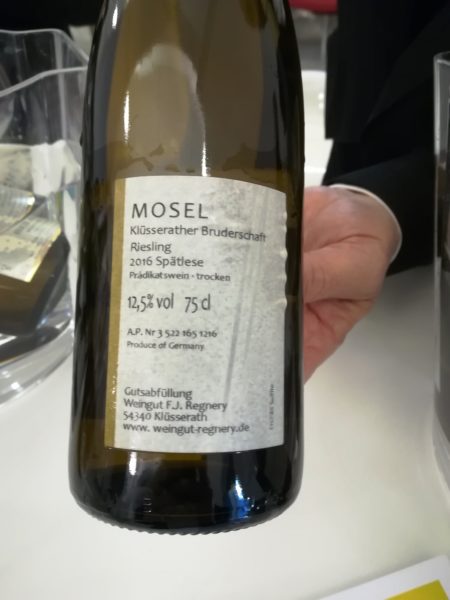 MOSEL
Klüsserather Bruderschaft
Riesling
2016 Spätlese
Prädikatswein · trocken
12,5%vol 75 cl
A.P. Nr 3 522 165 1216
Produce of Germany
Gutsabfüllung
Weingut F.J. Regnery
54340 Klüsserath
www. weingut-regnery.de